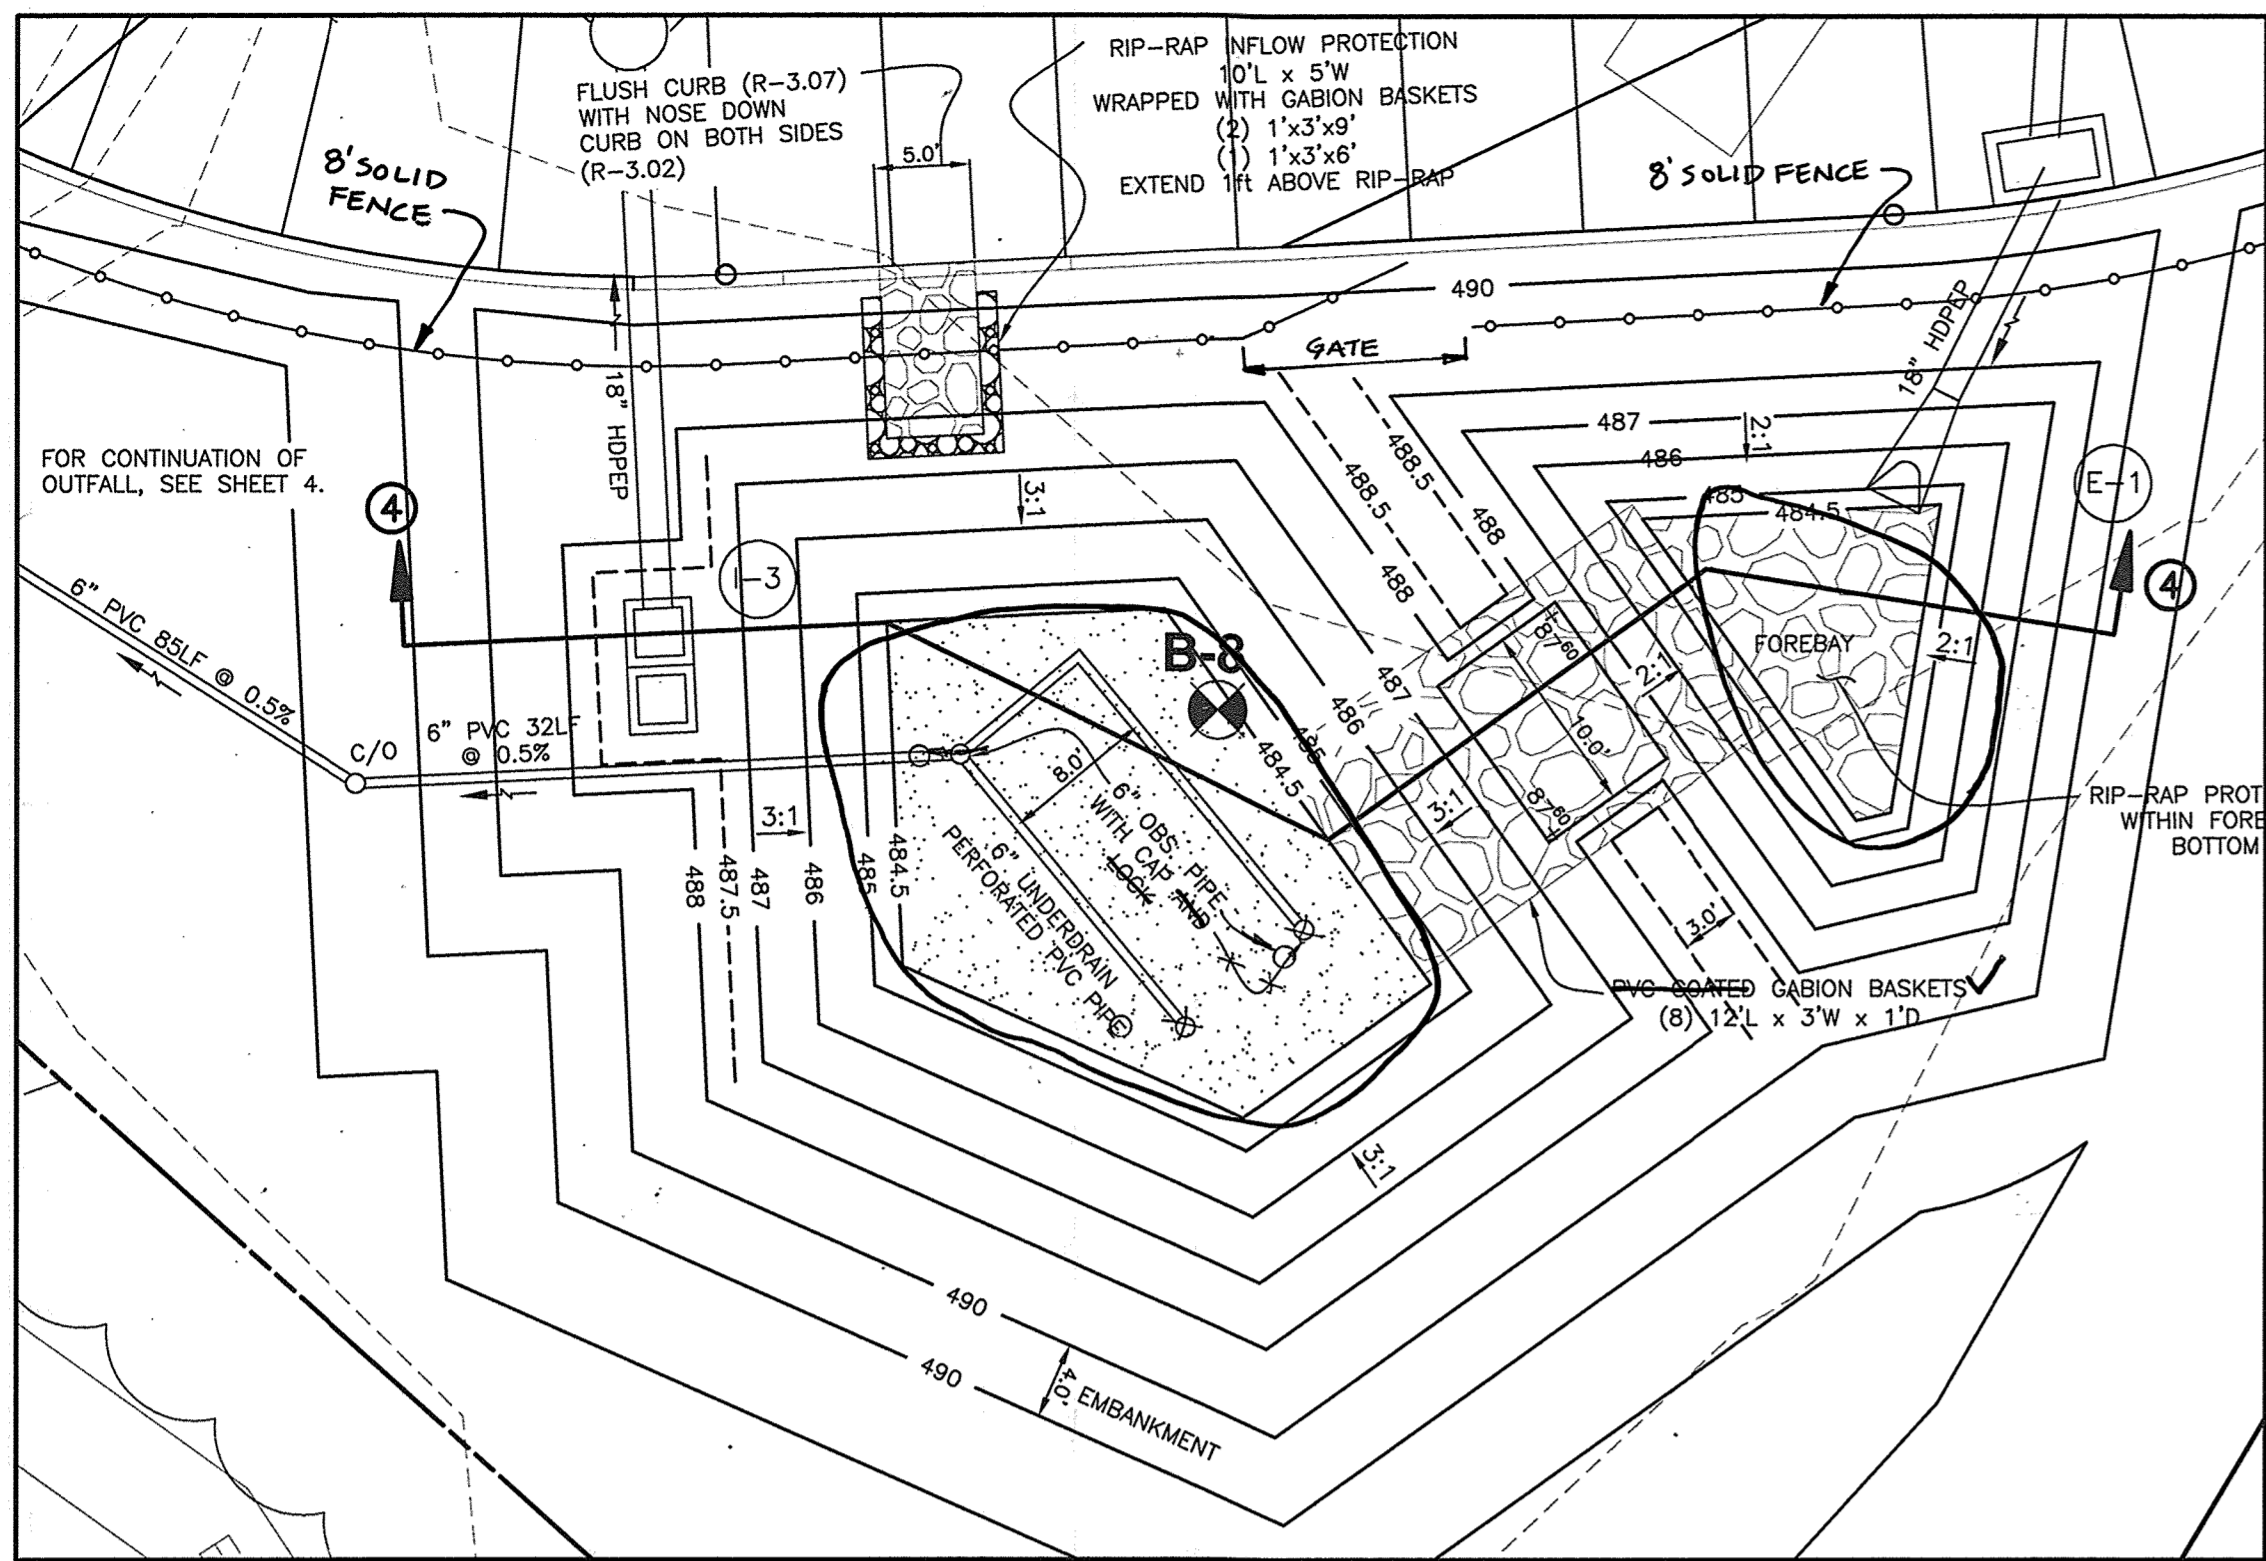 RIP-RAP INFLOW PROTECTION
10'L x 5'W
WRAPPED WITH GABION BASKETS
(2) 1'x3'x9'
(1) 1'x3'x6'
EXTEND 1ft ABOVE RIP-RAP
FLUSH CURB (R-3.07)
WITH NOSE DOWN
CURB ON BOTH SIDES
(R-3.02)
5.0'
8' SOLID
FENCE
8' SOLID FENCE
490
GATE
18" HDPEP
18" HDPEP
FOR CONTINUATION OF
OUTFALL, SEE SHEET 4.
4
487
2:1
486
485
484.5
E-1
488.5
488.5
488
488
3:1
I-3
4
6" PVC 85LF @ 0.5%
C/O
6" PVC 32LF
@ 0.5%
B-8
87.60
FOREBAY
2:1
2:1
487
486
485
484.5
10.0'
87.60
3:1
8.0'
6" OBS. PIPE
WITH CAP AND
LOCK
6" UNDERDRAIN
PERFORATED PVC PIPE
3:1
488
487.5
487
486
485
484.5
RIP-RAP PROT
WITHIN FORE
BOTTOM
3.0'
PVC COATED GABION BASKETS
(8) 12'L x 3'W x 1'D
3:1
490
490
4.0'
EMBANKMENT